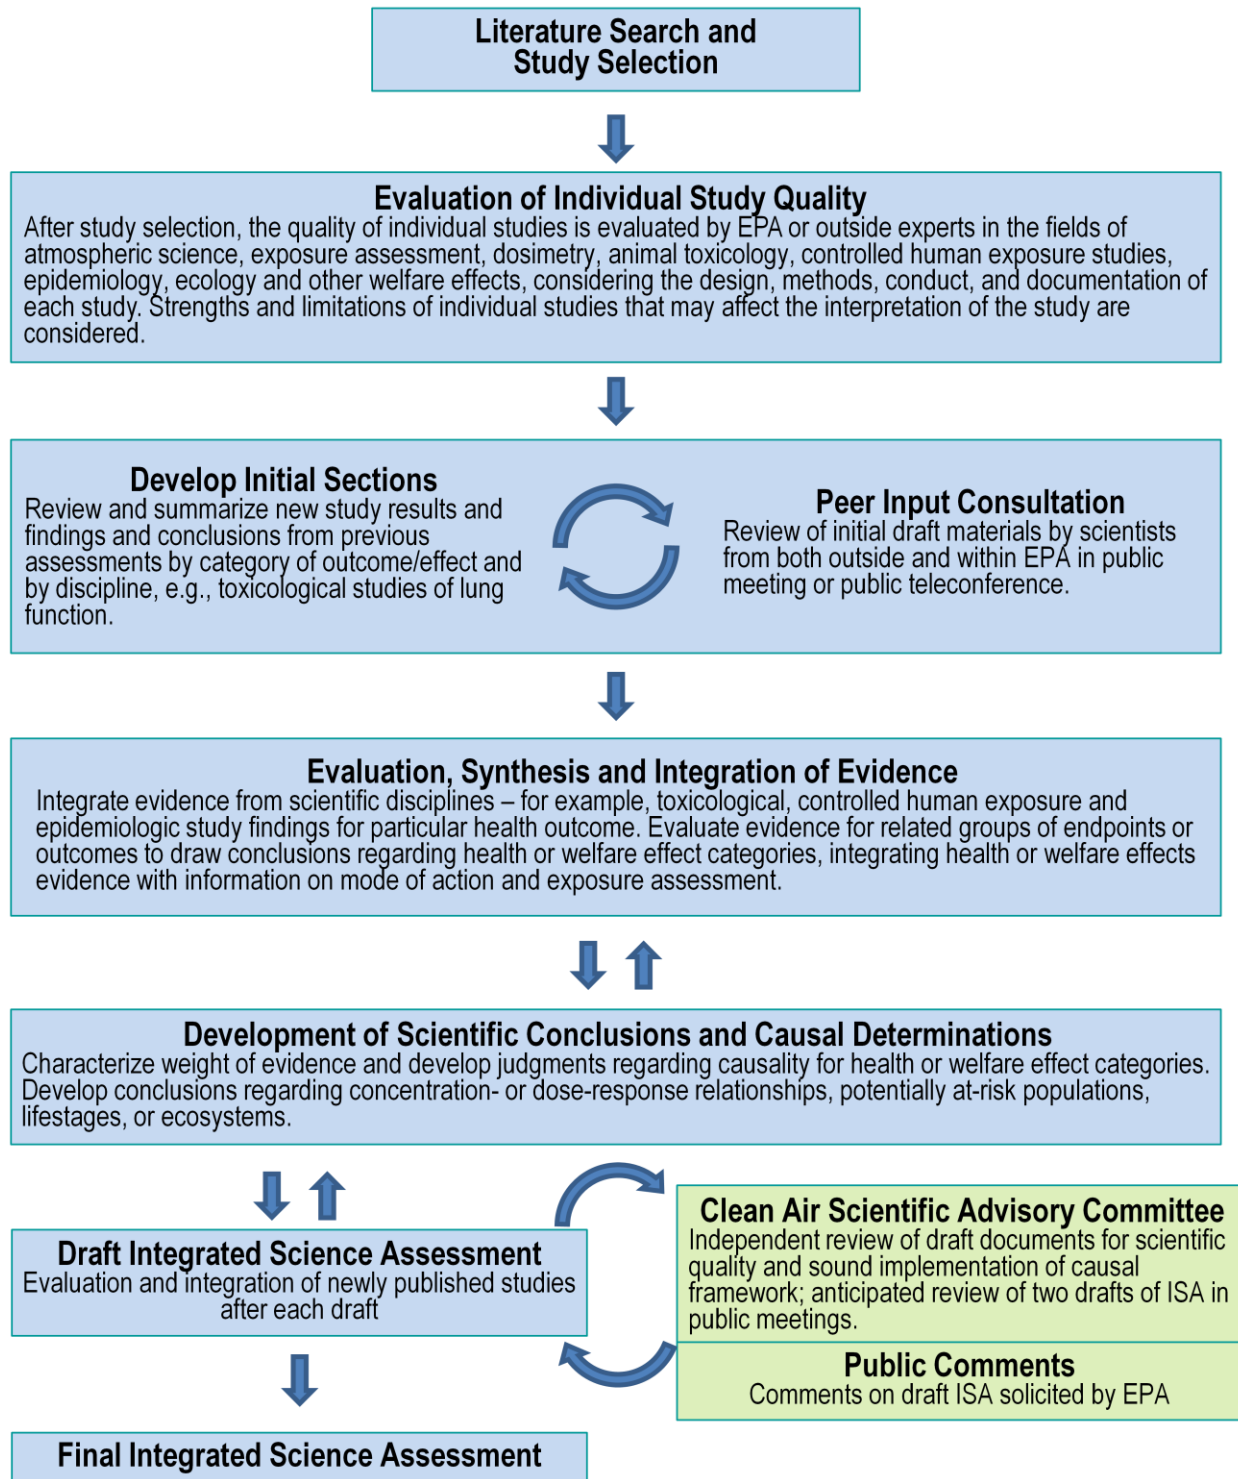 Literature Search and
Study Selection
Evaluation of Individual Study Quality
After study selection, the quality of individual studies is evaluated by EPA or outside experts in the fields of
atmospheric science, exposure assessment, dosimetry, animal toxicology, controlled human exposure studies,
epidemiology, ecology and other welfare effects, considering the design, methods, conduct, and documentation of
each study. Strengths and limitations of individual studies that may affect the interpretation of the study are
considered.
Develop Initial Sections
Review and summarize new study results and
findings and conclusions from previous
assessments by category of outcome/effect and
by discipline, e.g., toxicological studies of lung
function.
Peer Input Consultation
Review of initial draft materials by scientists
from both outside and within EPA in public
meeting or public teleconference.
Evaluation, Synthesis and Integration of Evidence
Integrate evidence from scientific disciplines – for example, toxicological, controlled human exposure and
epidemiologic study findings for particular health outcome. Evaluate evidence for related groups of endpoints or
outcomes to draw conclusions regarding health or welfare effect categories, integrating health or welfare effects
evidence with information on mode of action and exposure assessment.
Development of Scientific Conclusions and Causal Determinations
Characterize weight of evidence and develop judgments regarding causality for health or welfare effect categories.
Develop conclusions regarding concentration- or dose-response relationships, potentially at-risk populations,
lifestages, or ecosystems.
Draft Integrated Science Assessment
Evaluation and integration of newly published studies
after each draft
Clean Air Scientific Advisory Committee
Independent review of draft documents for scientific
quality and sound implementation of causal
framework; anticipated review of two drafts of ISA in
public meetings.
Public Comments
Comments on draft ISA solicited by EPA
Final Integrated Science Assessment